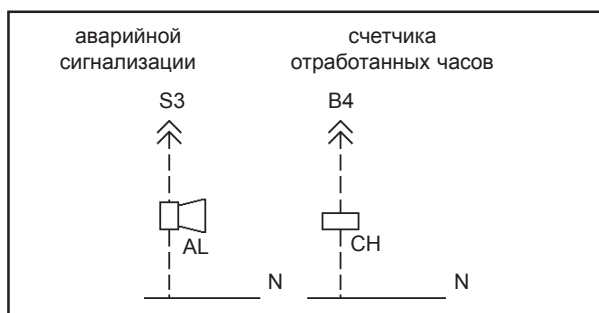 аварийной
сигнализации
S3
AL
N
счетчика
отработанных часов
B4
CH
N